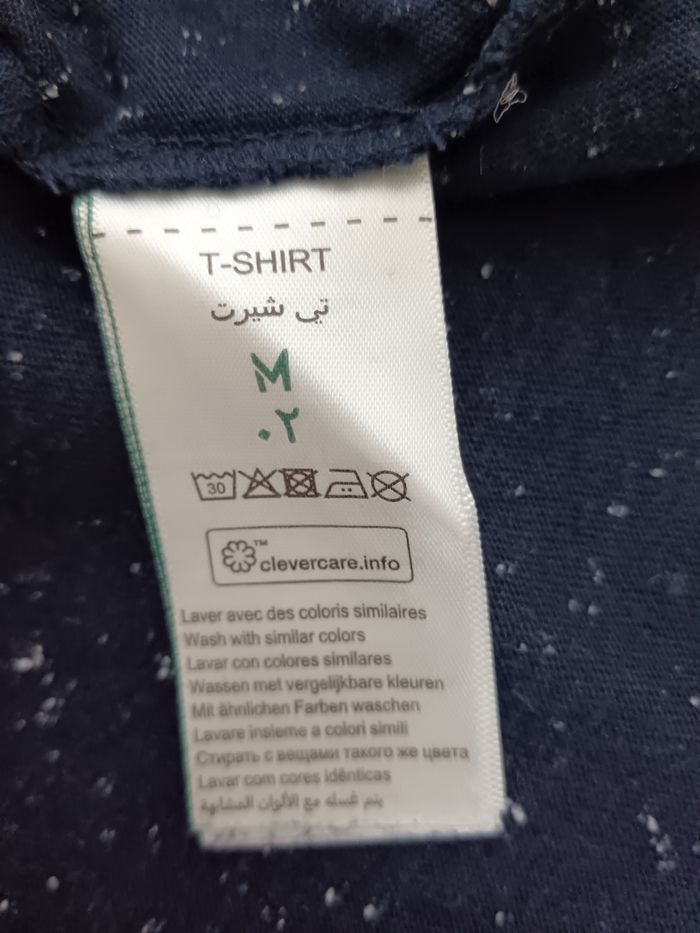 T-SHIRT
تي شيرت
M
٠٢
30
clevercare.info™
Laver avec des coloris similaires
Wash with similar colors
Lavar con colores similares
Wassen met vergelijkbare kleuren
Mit ähnlichen Farben waschen
Lavare insieme a colori simili
Стирать с вещами такого же цвета
Lavar com cores idênticas
يتم غسله مع الألوان المشابهة